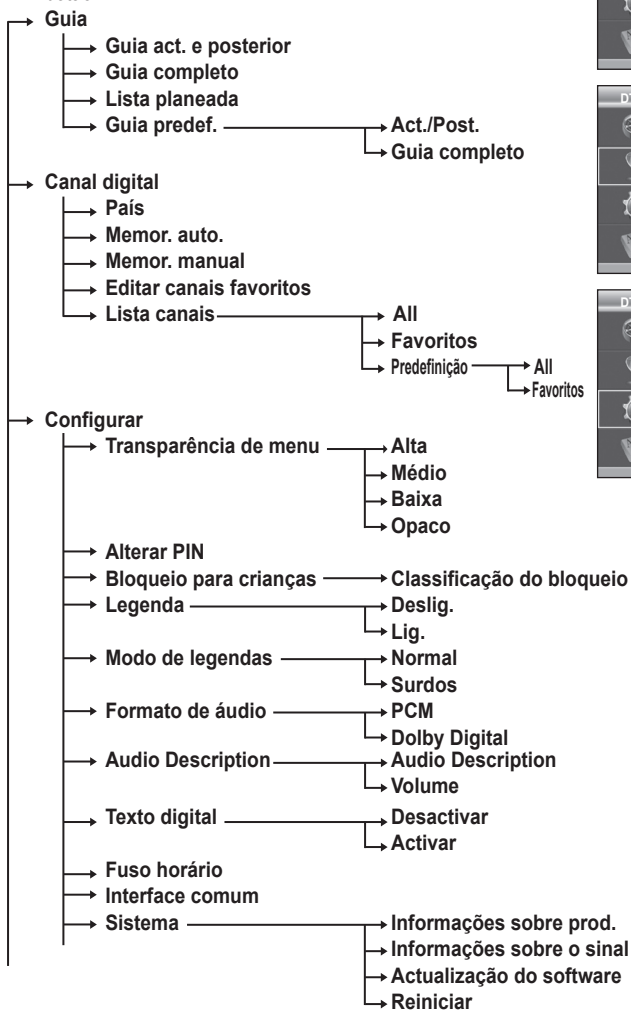 Guia
Guia act. e posterior
Guia completo
Lista planeada
Guia predef.
Act./Post.
Guia completo
Canal digital
País
Memor. auto.
Memor. manual
Editar canais favoritos
Lista canais
All
Favoritos
Predefinição
All
Favoritos
Configurar
Transparência de menu
Alta
Médio
Baixa
Opaco
Alterar PIN
Bloqueio para crianças
Classificação do bloqueio
Legenda
Deslig.
Lig.
Modo de legendas
Normal
Surdos
Formato de áudio
PCM
Dolby Digital
Audio Description
Audio Description
Volume
Texto digital
Desactivar
Activar
Fuso horário
Interface comum
Sistema
Informações sobre prod.
Informações sobre o sinal
Actualização do software
Reiniciar